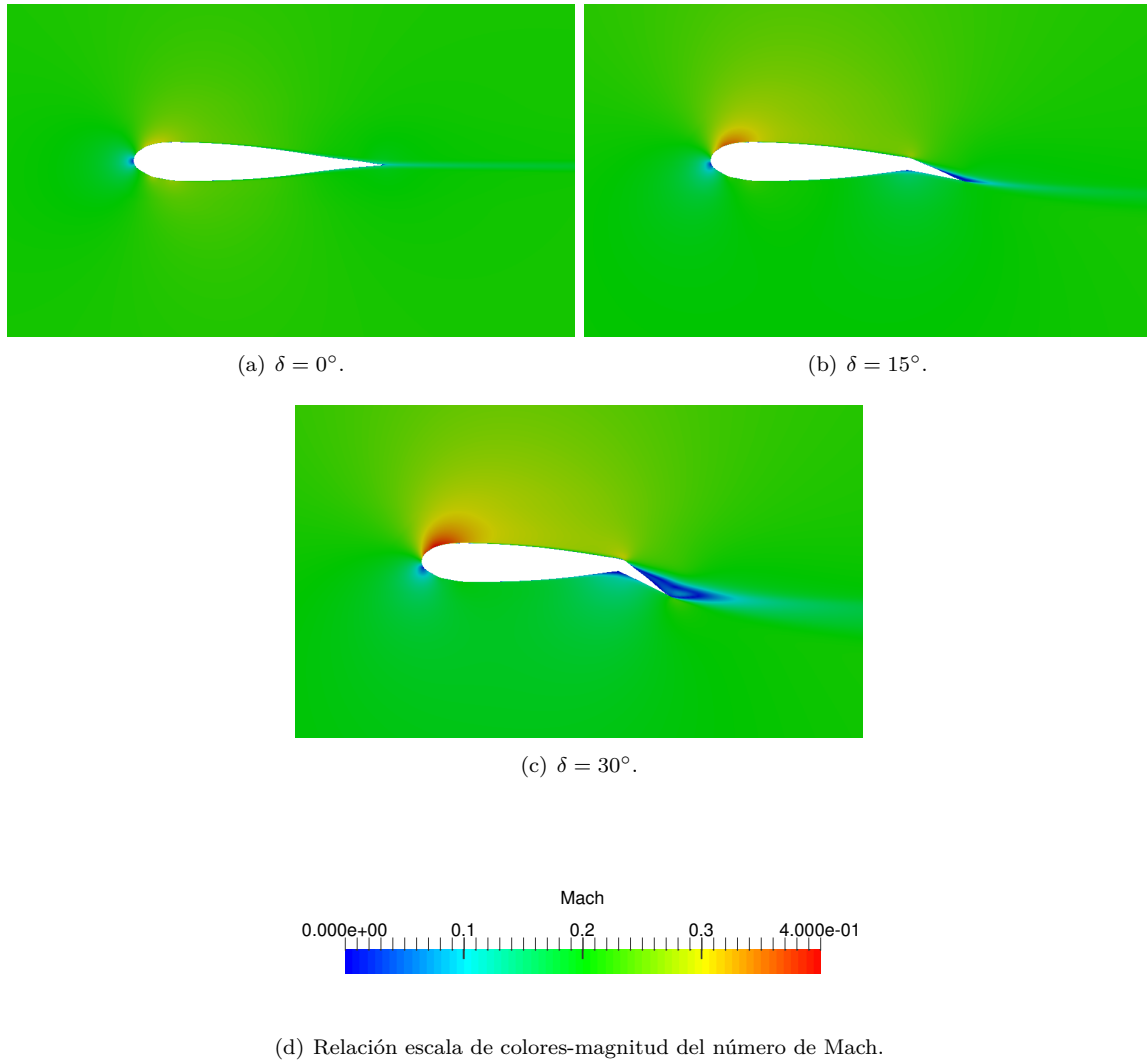 (a) δ = 0°.
(b) δ = 15°.
(c) δ = 30°.
Mach
0.000e+00 0.1 0.2 0.3 4.000e-01
(d) Relación escala de colores-magnitud del número de Mach.